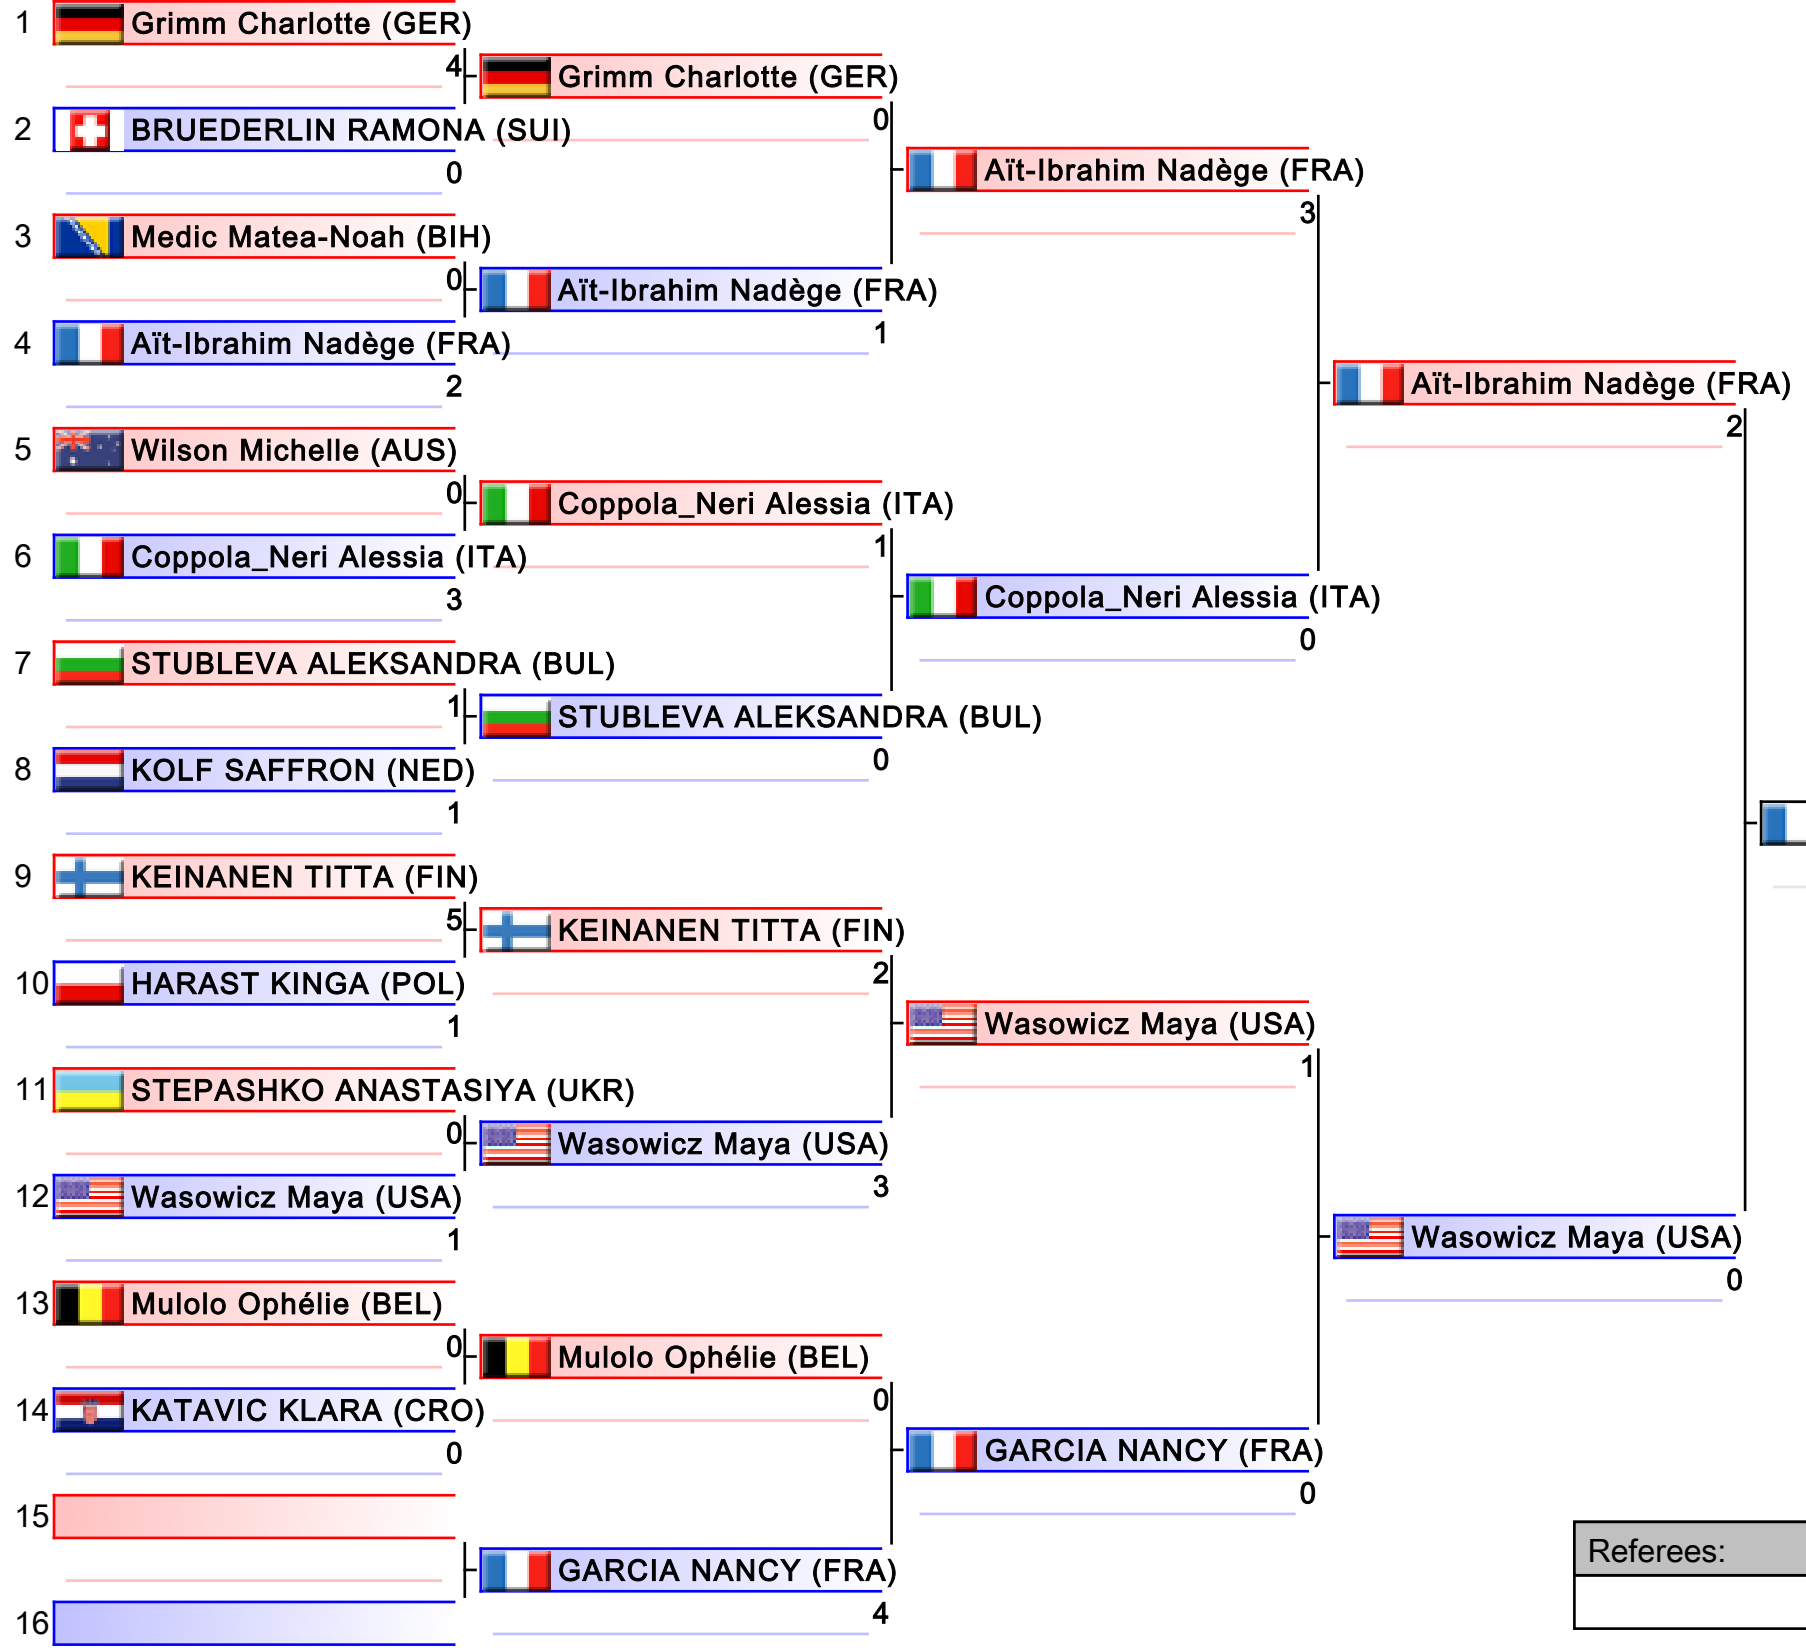 1 Grimm Charlotte (GER)
4
2 BRUEDERLIN RAMONA (SUI)
0
3 Medic Matea-Noah (BIH)
0
4 Aït-Ibrahim Nadège (FRA)
2
5 Wilson Michelle (AUS)
0
6 Coppola_Neri Alessia (ITA)
3
7 STUBLEVA ALEKSANDRA (BUL)
1
8 KOLF SAFFRON (NED)
1
9 KEINANEN TITTA (FIN)
5
10 HARAST KINGA (POL)
1
11 STEPASHKO ANASTASIYA (UKR)
0
12 Wasowicz Maya (USA)
1
13 Mulolo Ophélie (BEL)
0
14 KATAVIC KLARA (CRO)
0
15
16
Grimm Charlotte (GER)
0
Aït-Ibrahim Nadège (FRA)
1
Coppola_Neri Alessia (ITA)
1
STUBLEVA ALEKSANDRA (BUL)
0
KEINANEN TITTA (FIN)
2
Wasowicz Maya (USA)
3
Mulolo Ophélie (BEL)
0
GARCIA NANCY (FRA)
4
Aït-Ibrahim Nadège (FRA)
3
Coppola_Neri Alessia (ITA)
0
Wasowicz Maya (USA)
1
GARCIA NANCY (FRA)
0
Aït-Ibrahim Nadège (FRA)
2
Wasowicz Maya (USA)
0
Referees: